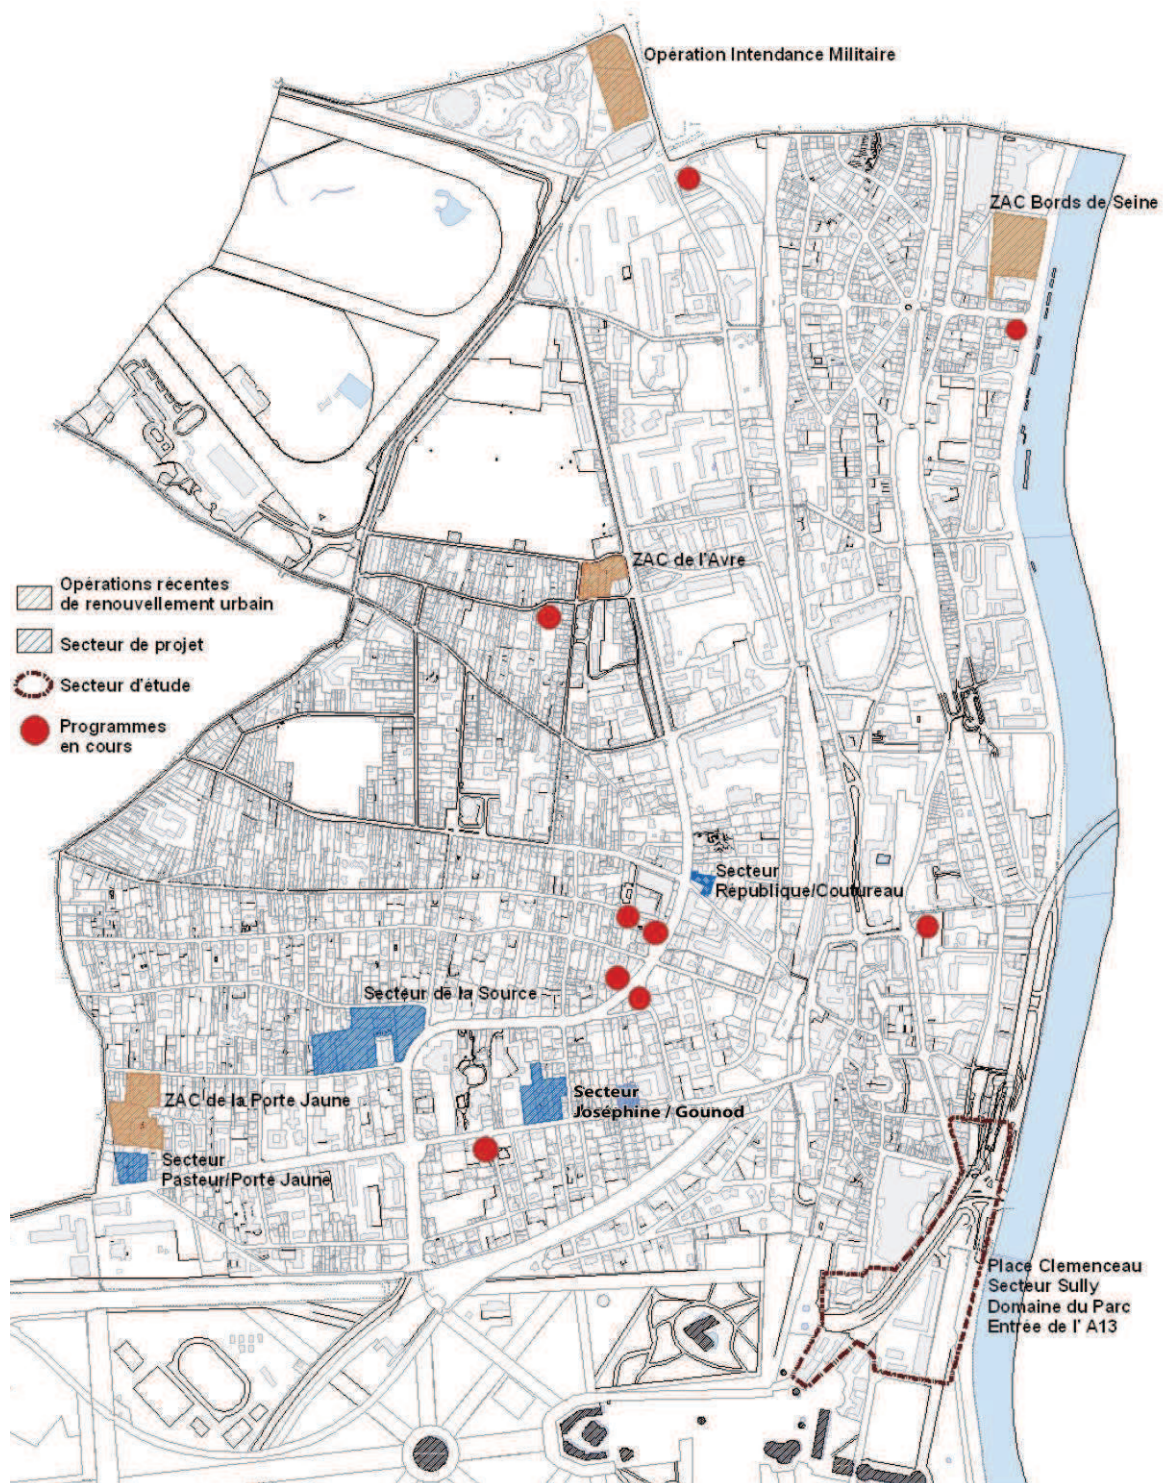 Opération Intendance Militaire
ZAC Bords de Seine
ZAC de l'Avre
Opérations récentes
de renouvellement urbain
Secteur de projet
Secteur d'étude
Programmes
en cours
Secteur
République/Coutureau
Secteur de la Source
Secteur
Joséphine / Gounod
ZAC de la Porte Jaune
Secteur
Pasteur/Porte Jaune
Place Clemenceau
Secteur Sully
Domaine du Parc
Entrée de l' A13